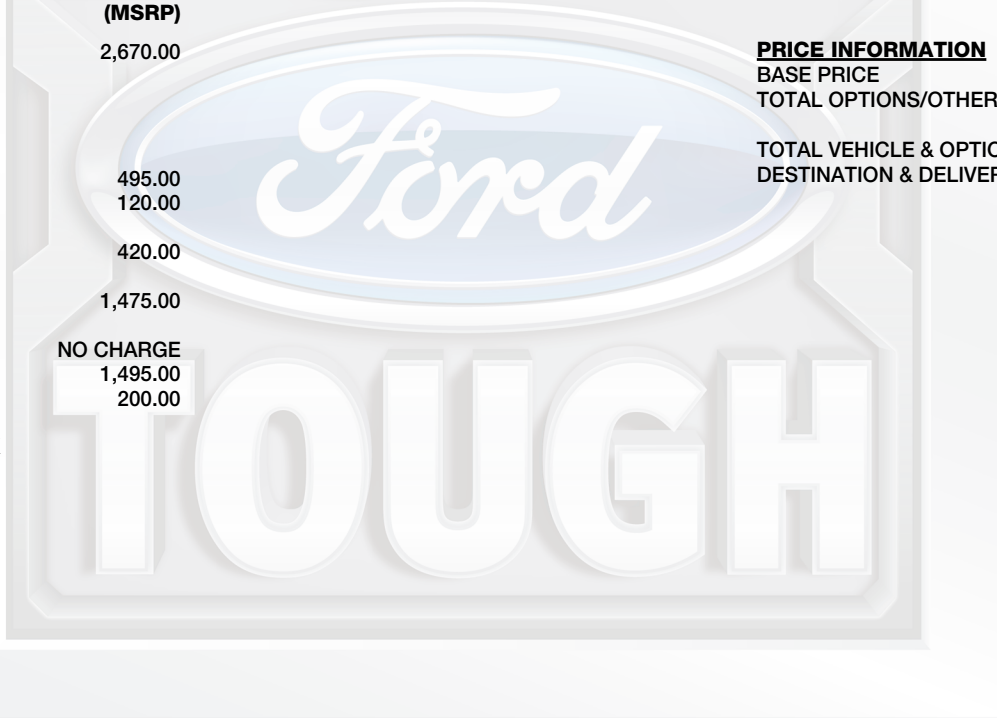 (MSRP)
2,670.00
495.00
120.00
420.00
1,475.00
NO CHARGE
1,495.00
200.00
PRICE INFORMATION
BASE PRICE
TOTAL OPTIONS/OTHER
TOTAL VEHICLE & OPTIO
DESTINATION & DELIVER
Ford
TOUGH